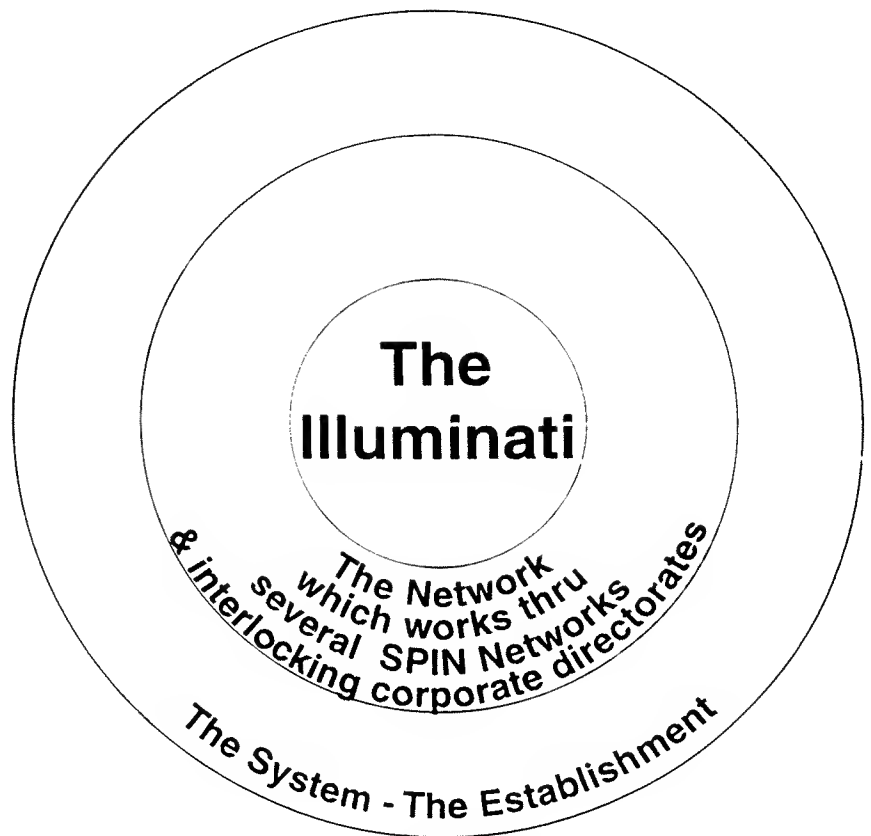 The
Illuminati
The Network
which works thru
several SPIN Networks
& interlocking corporate directorates
The System - The Establishment